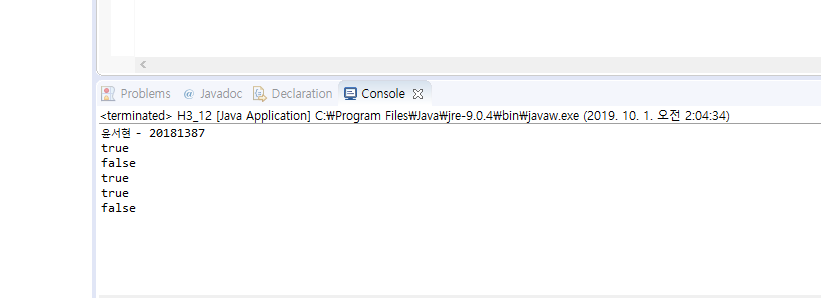 Problems @ Javadoc Declaration Console
<terminated> H3_12 [Java Application] C:₩Program Files₩Java₩jre-9.0.4₩bin₩javaw.exe (2019. 10. 1. 오전 2:04:34)
윤서현 - 20181387
true
false
true
true
false